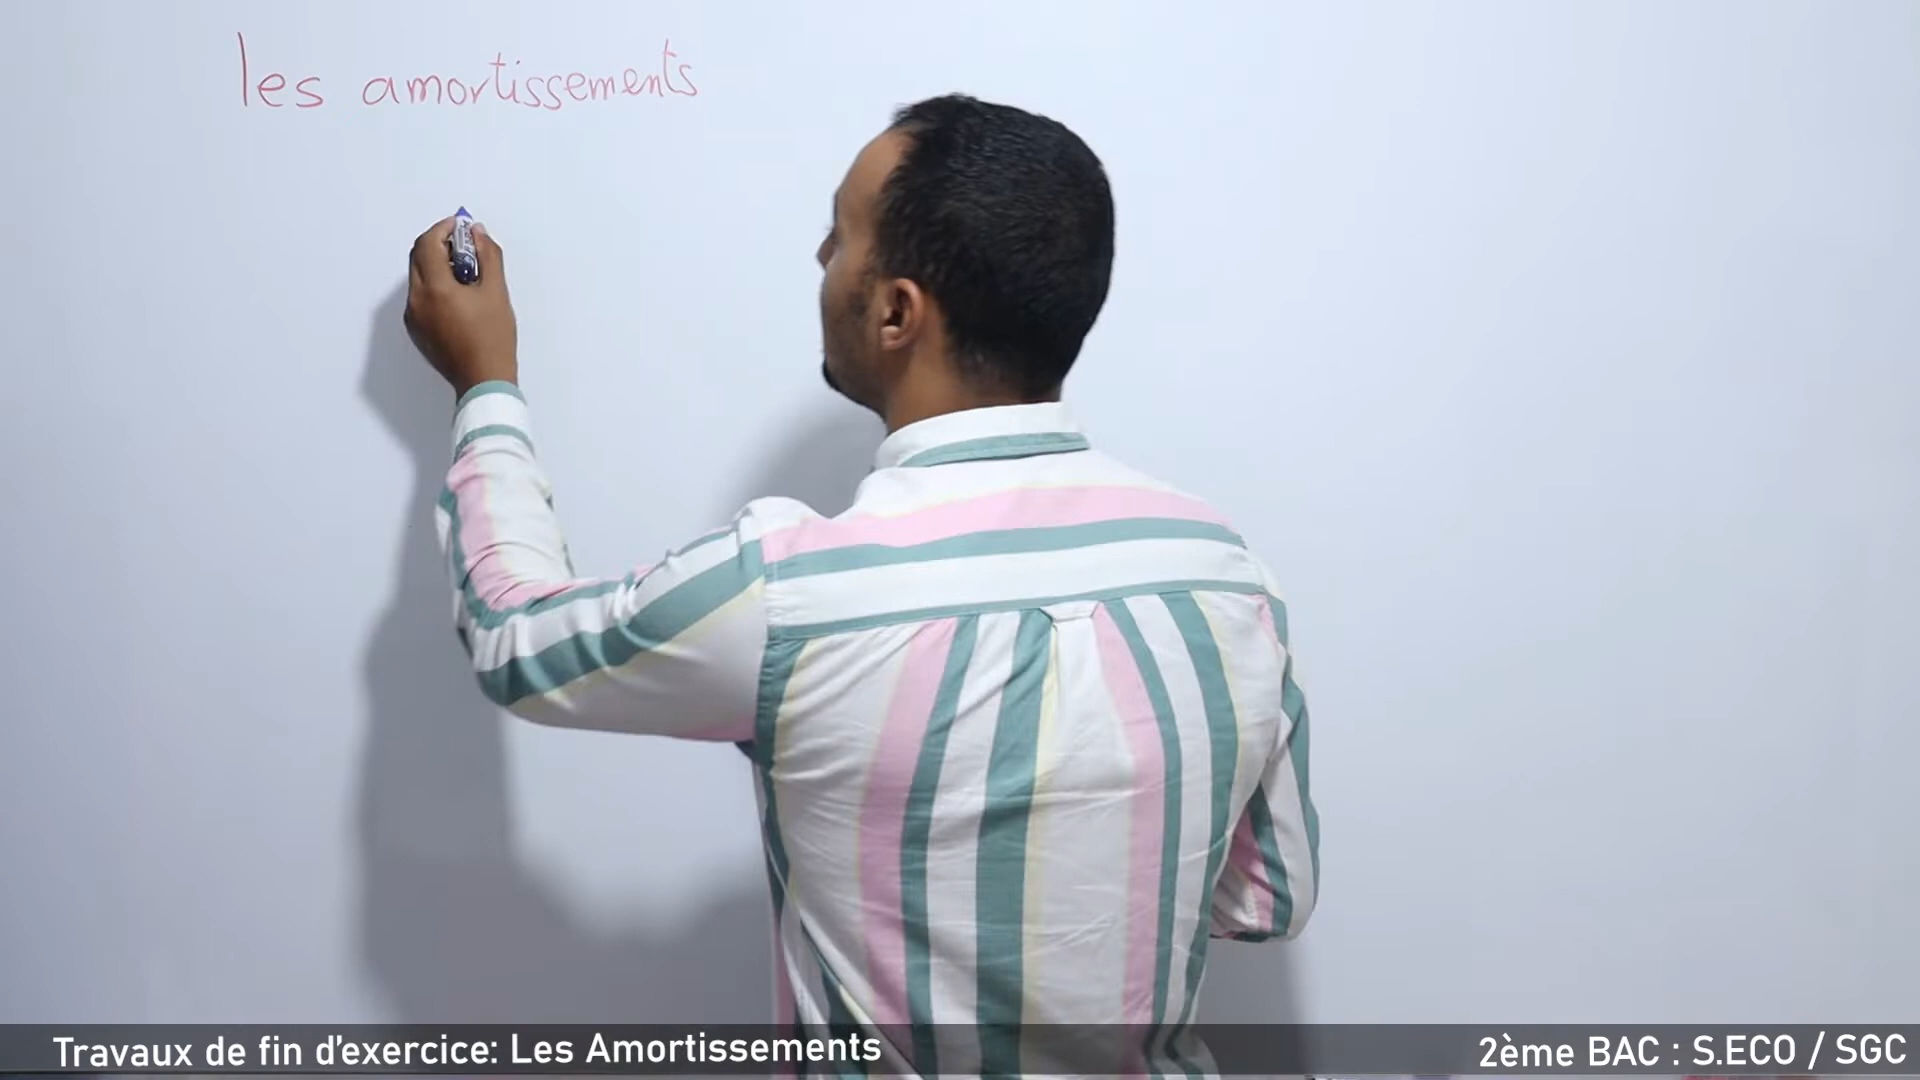 les amortissements
Travaux de fin d'exercice: Les Amortissements
2ème BAC : S.ECO / SGC